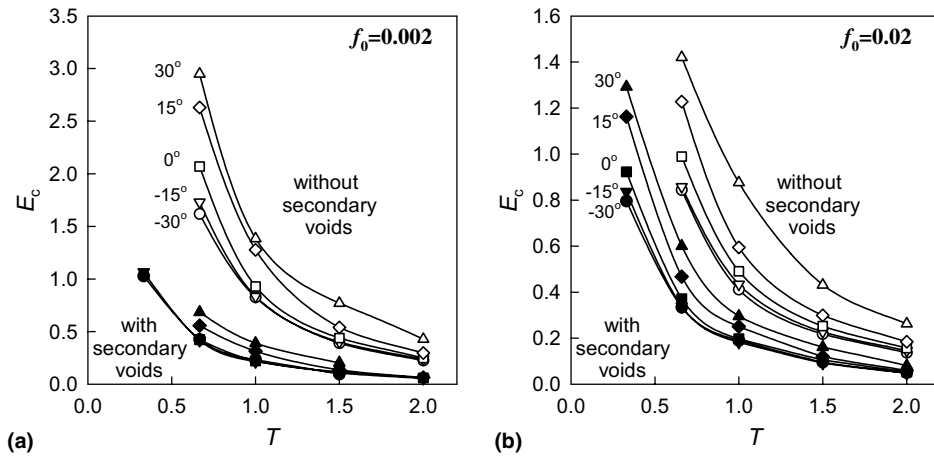 3.5
3.0
2.5
2.0
1.5
1.0
0.5
0.0
E_c
f_0=0.002
30°
15°
0°
-15°
-30°
without
secondary
voids
with
secondary
voids
0.0 0.5 1.0 1.5 2.0
T
(a)
1.6
1.4
1.2
1.0
0.8
0.6
0.4
0.2
0.0
E_c
f_0=0.02
30°
15°
0°
-15°
-30°
without
secondary
voids
with
secondary
voids
0.0 0.5 1.0 1.5 2.0
T
(b)